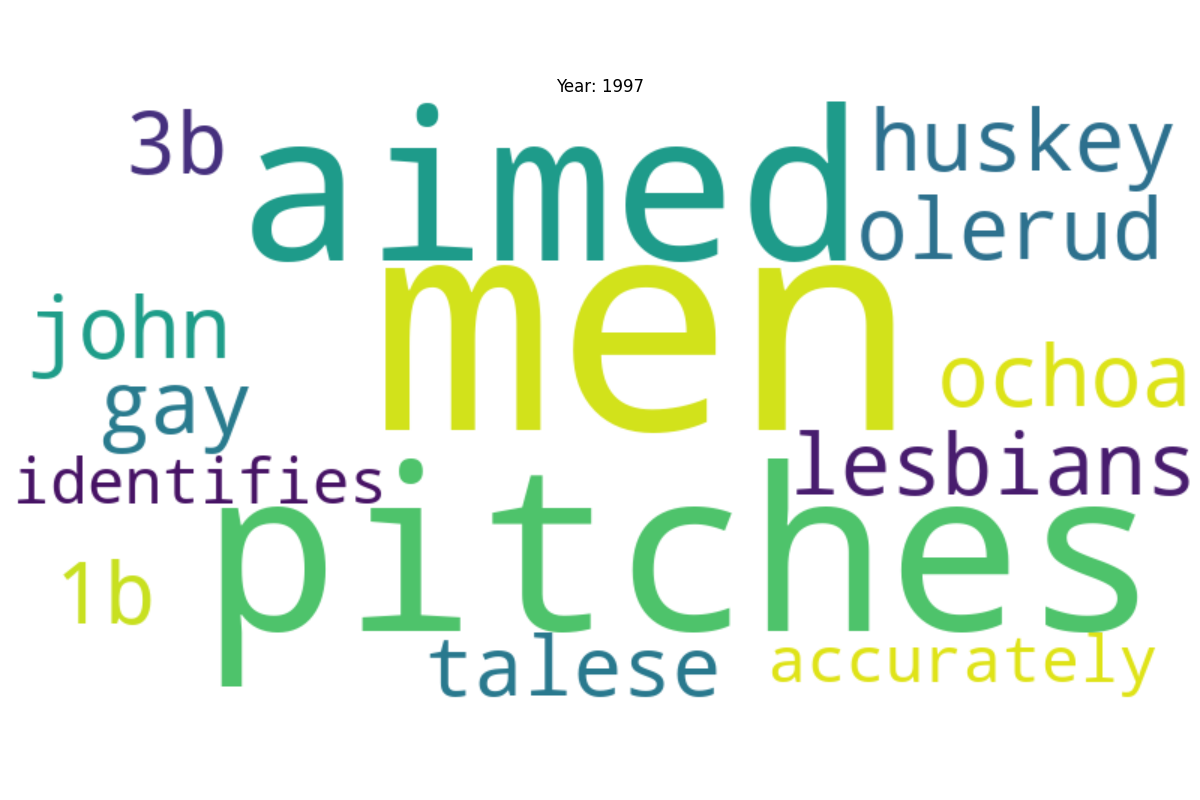 Year: 1997
3b aimed huskey
olerud
men
john
ochoa
gay
lesbians
identifies
pitches
1b
talese accurately